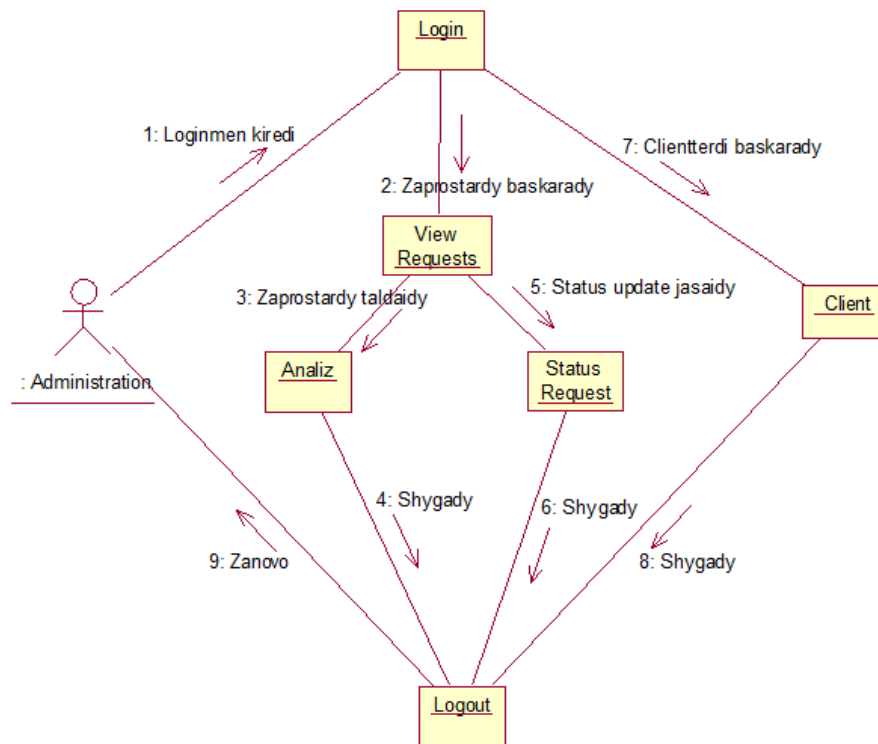 Login
1: Loginmen kiredi
7: Clientterdi baskarady
2: Zaprostardy baskarady
View
Requests
3: Zaprostardy taldaidy
5: Status update jasaidy
Client
Analiz
Status
Request
: Administration
4: Shygady
6: Shygady
9: Zanovo
8: Shygady
Logout